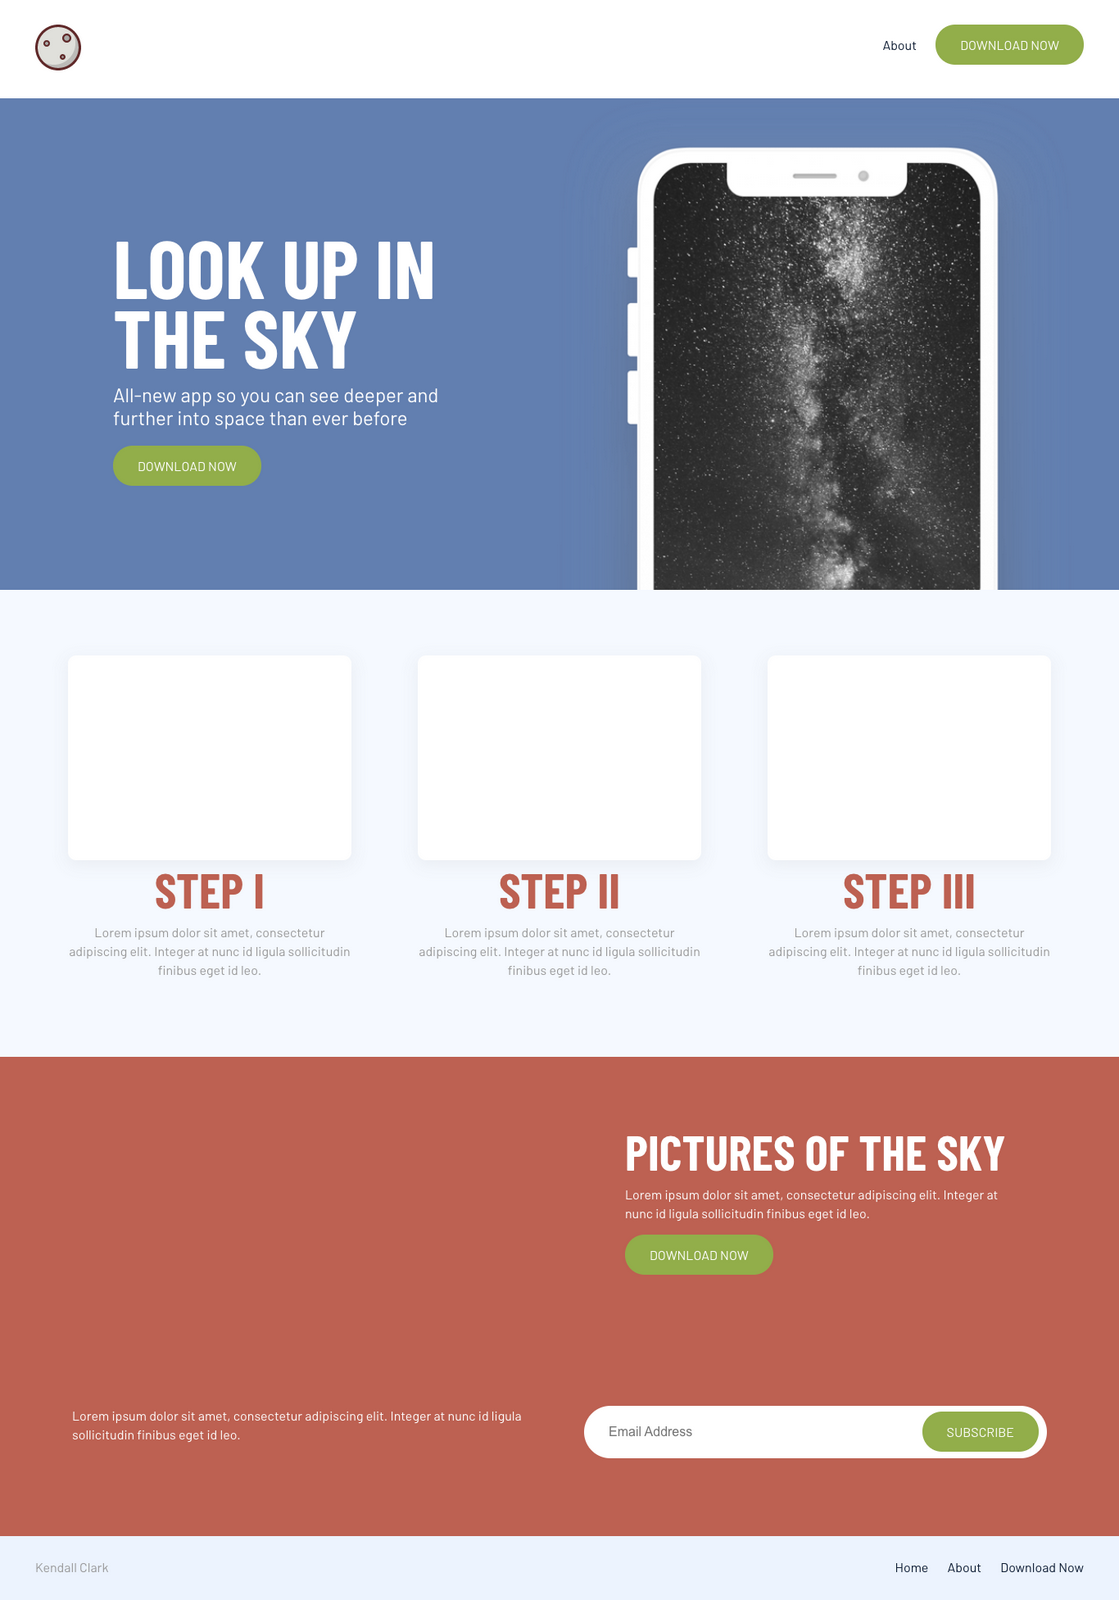 About
DOWNLOAD NOW
LOOK UP IN
THE SKY
All-new app so you can see deeper and
further into space than ever before
DOWNLOAD NOW
STEP I
Lorem ipsum dolor sit amet, consectetur
adipiscing elit. Integer at nunc id ligula sollicitudin
finibus eget id leo.
STEP II
Lorem ipsum dolor sit amet, consectetur
adipiscing elit. Integer at nunc id ligula sollicitudin
finibus eget id leo.
STEP III
Lorem ipsum dolor sit amet, consectetur
adipiscing elit. Integer at nunc id ligula sollicitudin
finibus eget id leo.
PICTURES OF THE SKY
Lorem ipsum dolor sit amet, consectetur adipiscing elit. Integer at
nunc id ligula sollicitudin finibus eget id leo.
DOWNLOAD NOW
Lorem ipsum dolor sit amet, consectetur adipiscing elit. Integer at nunc id ligula
sollicitudin finibus eget id leo.
Email Address
SUBSCRIBE
Kendall Clark
Home
About
Download Now